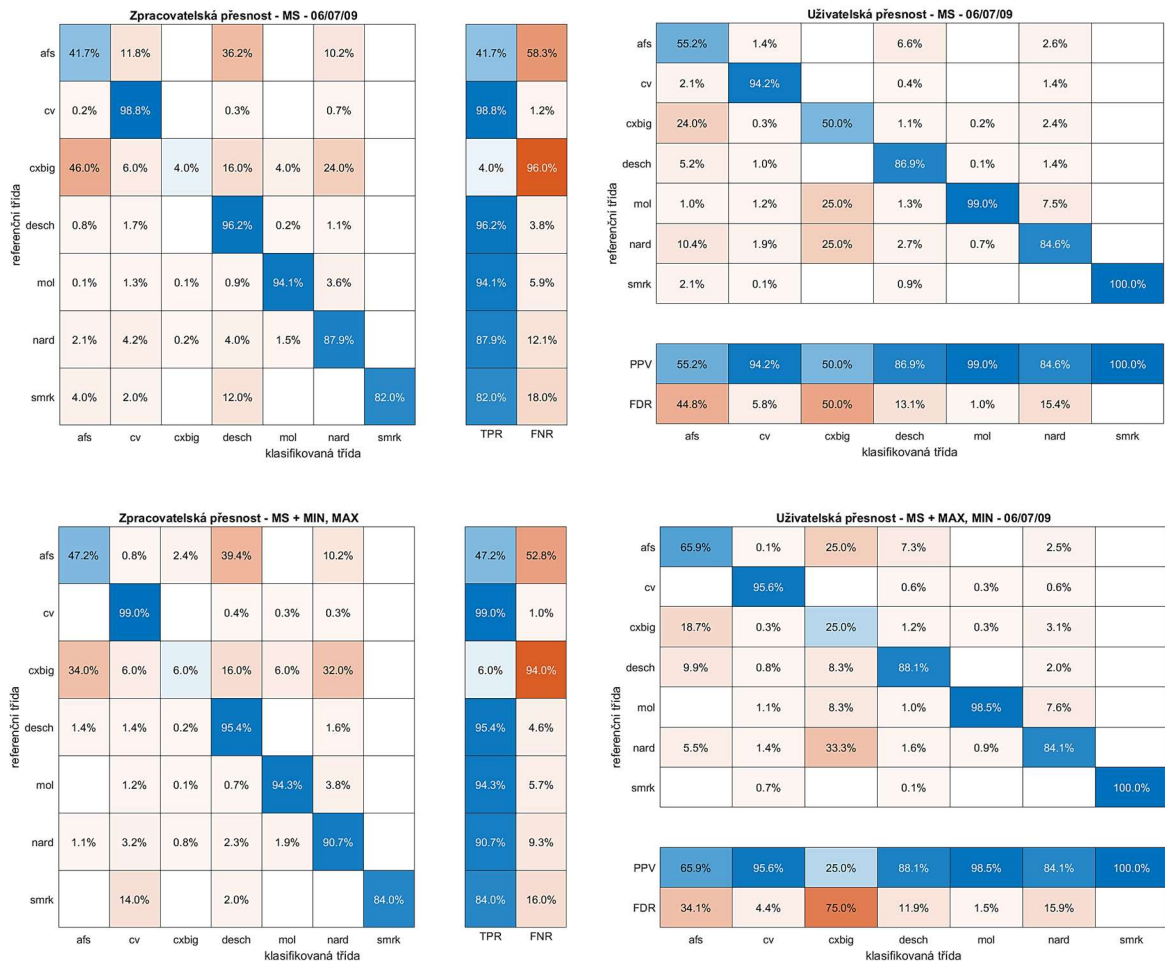 Zpracovatelská přesnost - MS - 06/07/09
afs 41.7% 11.8% 36.2% 10.2% 41.7% 58.3%
cv 0.2% 98.8% 0.3% 0.7% 98.8% 1.2%
cxbig 46.0% 6.0% 4.0% 16.0% 4.0% 24.0% 4.0% 96.0%
desch 0.8% 1.7% 96.2% 0.2% 1.1% 96.2% 3.8%
mol 0.1% 1.3% 0.1% 0.9% 94.1% 3.6% 94.1% 5.9%
nard 2.1% 4.2% 0.2% 4.0% 1.5% 87.9% 87.9% 12.1%
smrk 4.0% 2.0% 12.0% 82.0% 82.0% 18.0%
afs cv cxbig desch mol nard smrk TPR FNR
klasifikovaná třída
referenční třída
Uživatelská přesnost - MS - 06/07/09
afs 55.2% 1.4% 6.6% 2.6%
cv 2.1% 94.2% 0.4% 1.4%
cxbig 24.0% 0.3% 50.0% 1.1% 0.2% 2.4%
desch 5.2% 1.0% 86.9% 0.1% 1.4%
mol 1.0% 1.2% 25.0% 1.3% 99.0% 7.5%
nard 10.4% 1.9% 25.0% 2.7% 0.7% 84.6%
smrk 2.1% 0.1% 0.9% 100.0%
PPV 55.2% 94.2% 50.0% 86.9% 99.0% 84.6% 100.0%
FDR 44.8% 5.8% 50.0% 13.1% 1.0% 15.4%
afs cv cxbig desch mol nard smrk
klasifikovaná třída
referenční třída
Zpracovatelská přesnost - MS + MIN, MAX
afs 47.2% 0.8% 2.4% 39.4% 10.2% 47.2% 52.8%
cv 99.0% 0.4% 0.3% 0.3% 99.0% 1.0%
cxbig 34.0% 6.0% 6.0% 16.0% 6.0% 32.0% 6.0% 94.0%
desch 1.4% 1.4% 0.2% 95.4% 1.6% 95.4% 4.6%
mol 1.2% 0.1% 0.7% 94.3% 3.8% 94.3% 5.7%
nard 1.1% 3.2% 0.8% 2.3% 1.9% 90.7% 90.7% 9.3%
smrk 14.0% 2.0% 84.0% 84.0% 16.0%
afs cv cxbig desch mol nard smrk TPR FNR
klasifikovaná třída
referenční třída
Uživatelská přesnost - MS + MAX, MIN - 06/07/09
afs 65.9% 0.1% 25.0% 7.3% 2.5%
cv 95.6% 0.6% 0.3% 0.6%
cxbig 18.7% 0.3% 25.0% 1.2% 0.3% 3.1%
desch 9.9% 0.8% 8.3% 88.1% 2.0%
mol 1.1% 8.3% 1.0% 98.5% 7.6%
nard 5.5% 1.4% 33.3% 1.6% 0.9% 84.1%
smrk 0.7% 0.1% 100.0%
PPV 65.9% 95.6% 25.0% 88.1% 98.5% 84.1% 100.0%
FDR 34.1% 4.4% 75.0% 11.9% 1.5% 15.9%
afs cv cxbig desch mol nard smrk
klasifikovaná třída
referenční třída